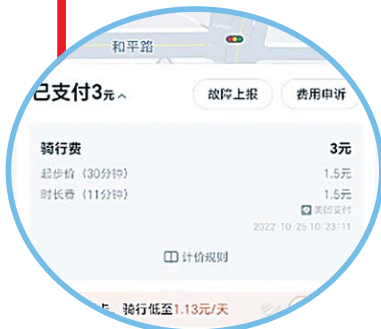 和平路
已支付3元
故障上报
费用申诉
骑行费 3元
起步价（30分钟） 1.5元
时长费（11分钟） 1.5元
美团支付
2022-10-25 10:23:11
计价规则
卡，骑行低至1.13元/天